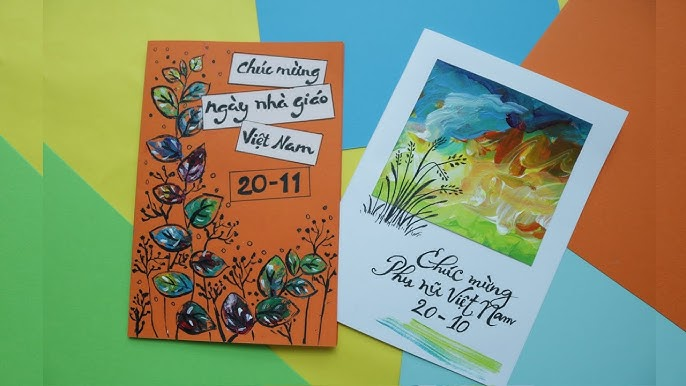 Chúc mừng
ngày nhà giáo
Việt Nam
20-11
Chúc mừng
Phụ nữ Việt Nam
20-10